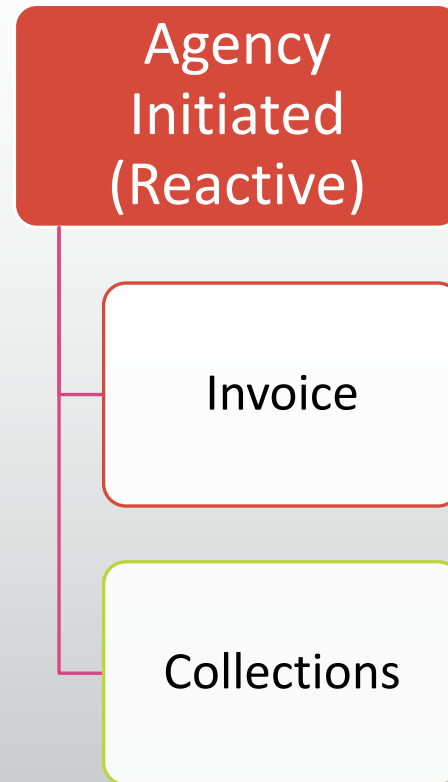 Agency
Initiated
(Reactive)
Invoice
Collections